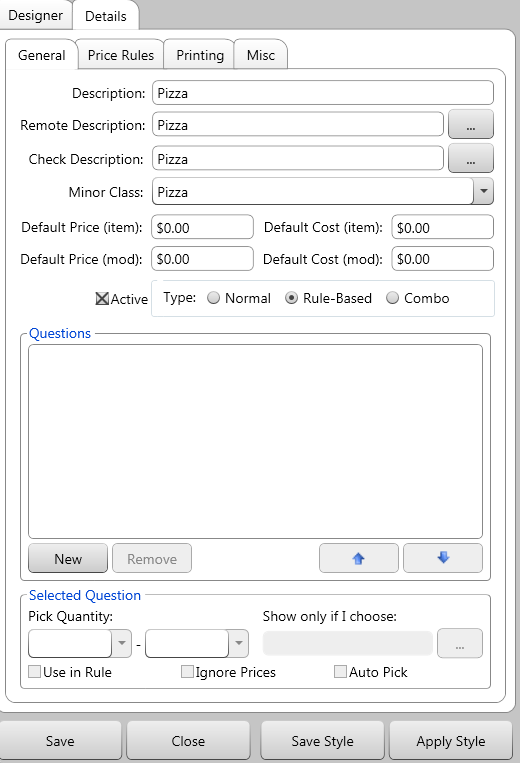 Designer Details
General Price Rules Printing Misc
Description: Pizza
Remote Description: Pizza ...
Check Description: Pizza ...
Minor Class: Pizza
Default Price (item): $0.00 Default Cost (item): $0.00
Default Price (mod): $0.00 Default Cost (mod): $0.00
Active Type: Normal Rule-Based Combo
Questions
New Remove
Selected Question
Pick Quantity: Show only if I choose:
- ...
Use in Rule Ignore Prices Auto Pick
Save Close Save Style Apply Style